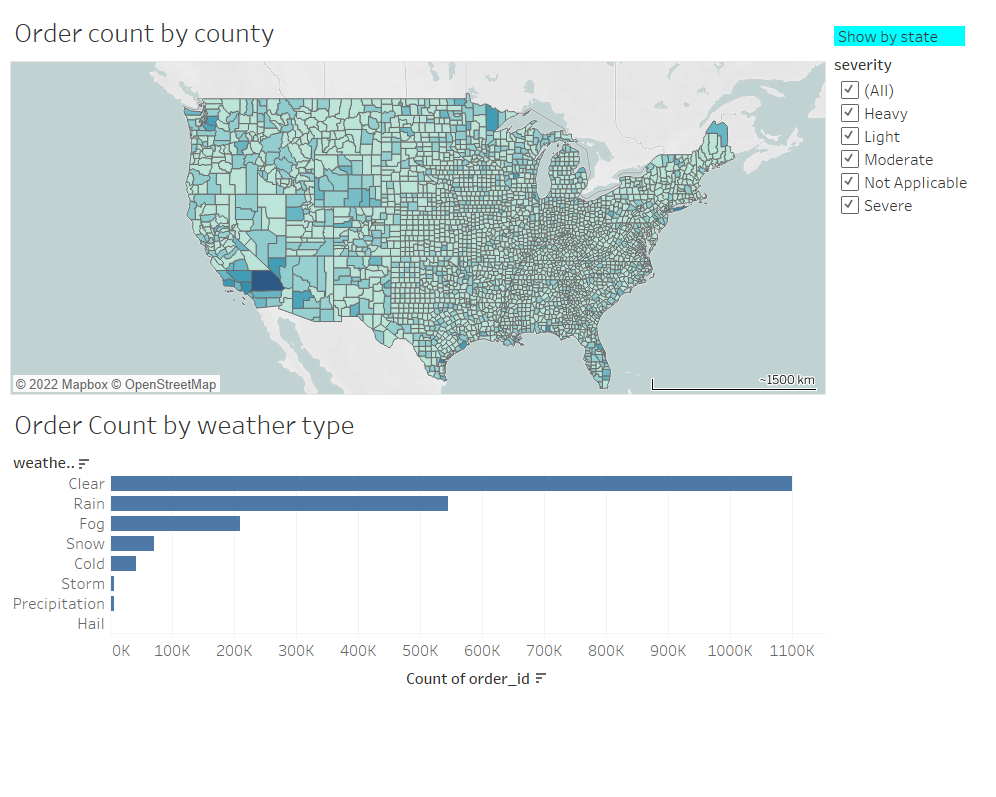 Order count by county
Show by state
severity
(All)
Heavy
Light
Moderate
Not Applicable
Severe
~1500 km
© 2022 Mapbox © OpenStreetMap
Order Count by weather type
weathe..
Clear
Rain
Fog
Snow
Cold
Storm
Precipitation
Hail
0K 100K 200K 300K 400K 500K 600K 700K 800K 900K 1000K 1100K
Count of order_id